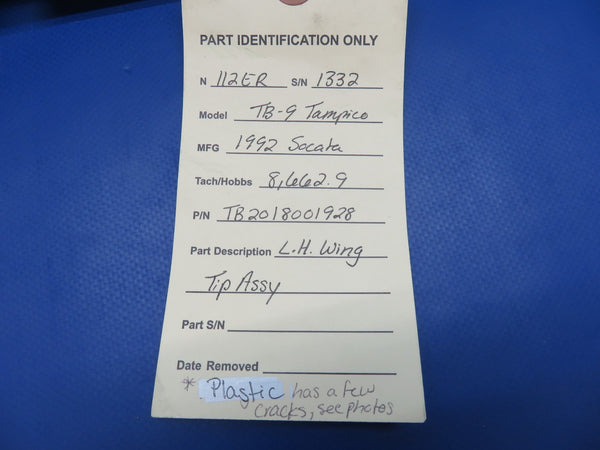 PART IDENTIFICATION ONLY
N 112ER S/N 1332
Model TB-9 Tampico
MFG 1992 Socata
Tach/Hobbs 8,662.9
P/N TB2018001928
Part Description L.H. Wing
Tip Assy
Part S/N
Date Removed
* Plastic has a few
cracks, see photos